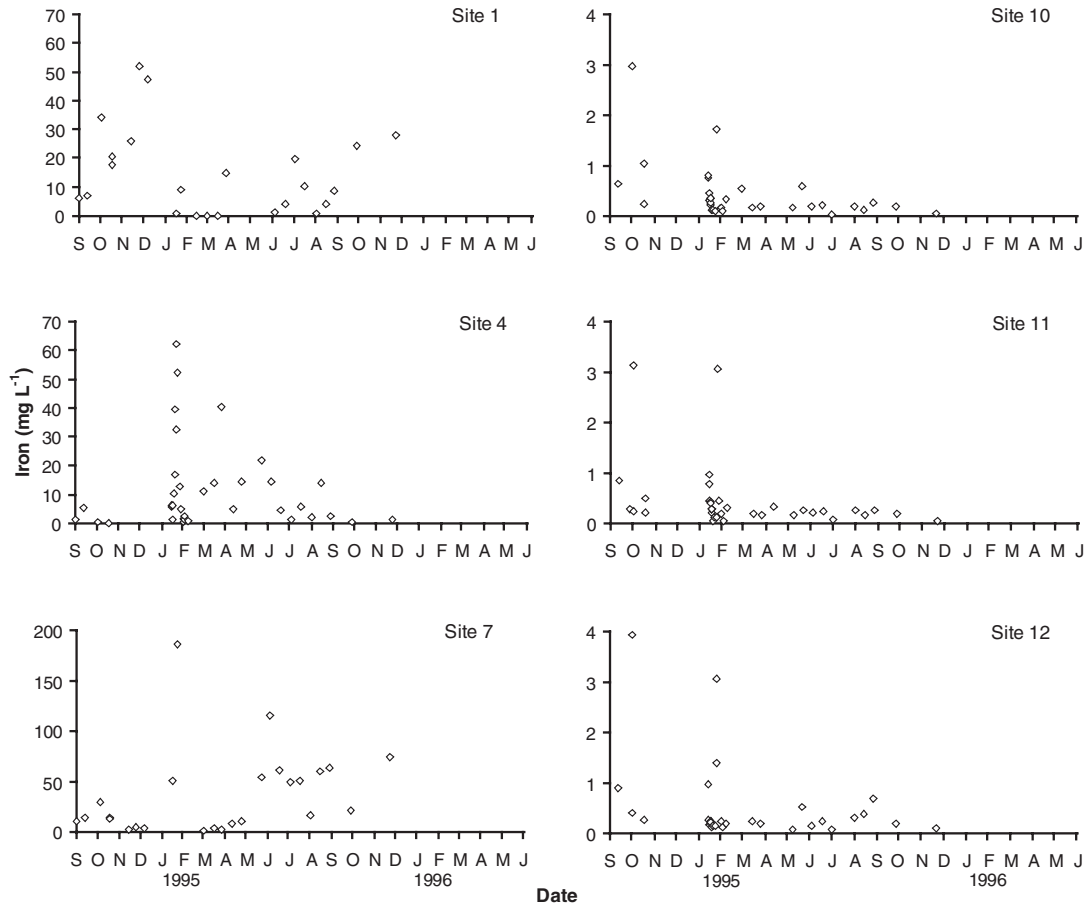 Site 1
70
60
50
40
30
20
10
0
S O N D J F M A M J J A S O N D J F M A M J
Site 10
4
3
2
1
0
S O N D J F M A M J J A S O N D J F M A M J
Iron (mg L⁻¹)
Site 4
70
60
50
40
30
20
10
0
S O N D J F M A M J J A S O N D J F M A M J
Site 11
4
3
2
1
0
S O N D J F M A M J J A S O N D J F M A M J
Site 7
200
150
100
50
0
S O N D J F M A M J J A S O N D J F M A M J
1995 1996
Site 12
4
3
2
1
0
S O N D J F M A M J J A S O N D J F M A M J
1995 1996
Date